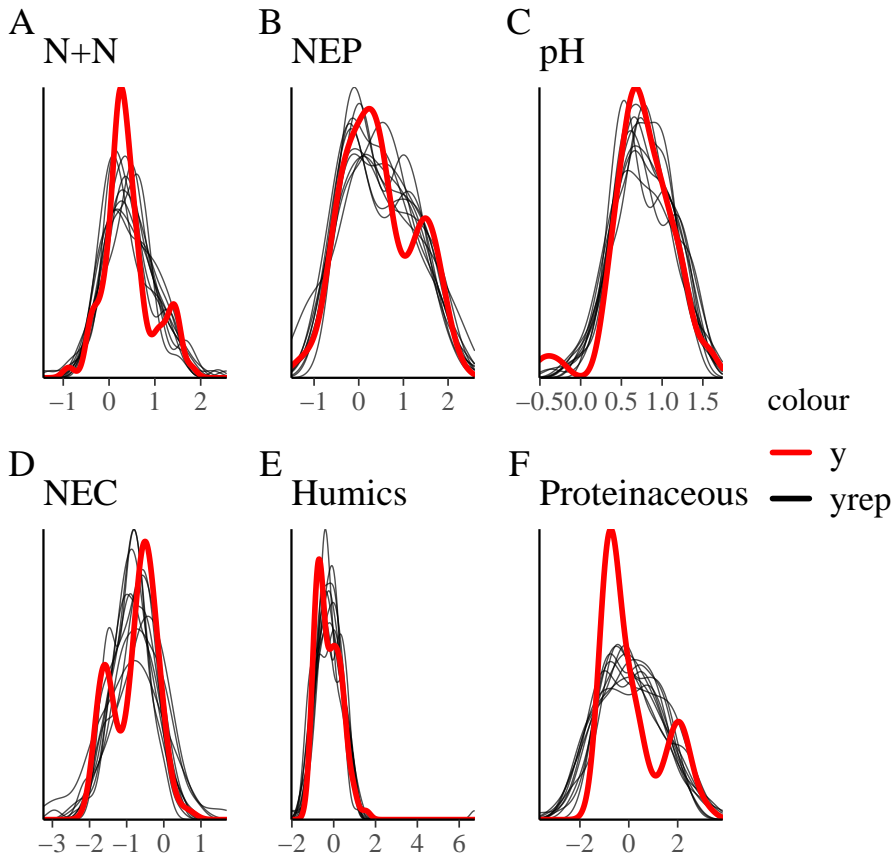 A
N+N
B
NEP
C
pH
−1 0 1 2
−1 0 1 2
−0.5 0.0 0.5 1.0 1.5
colour
y
yrep
D
NEC
E
Humics
F
Proteinaceous
−3 −2 −1 0 1
−2 0 2 4 6
−2 0 2